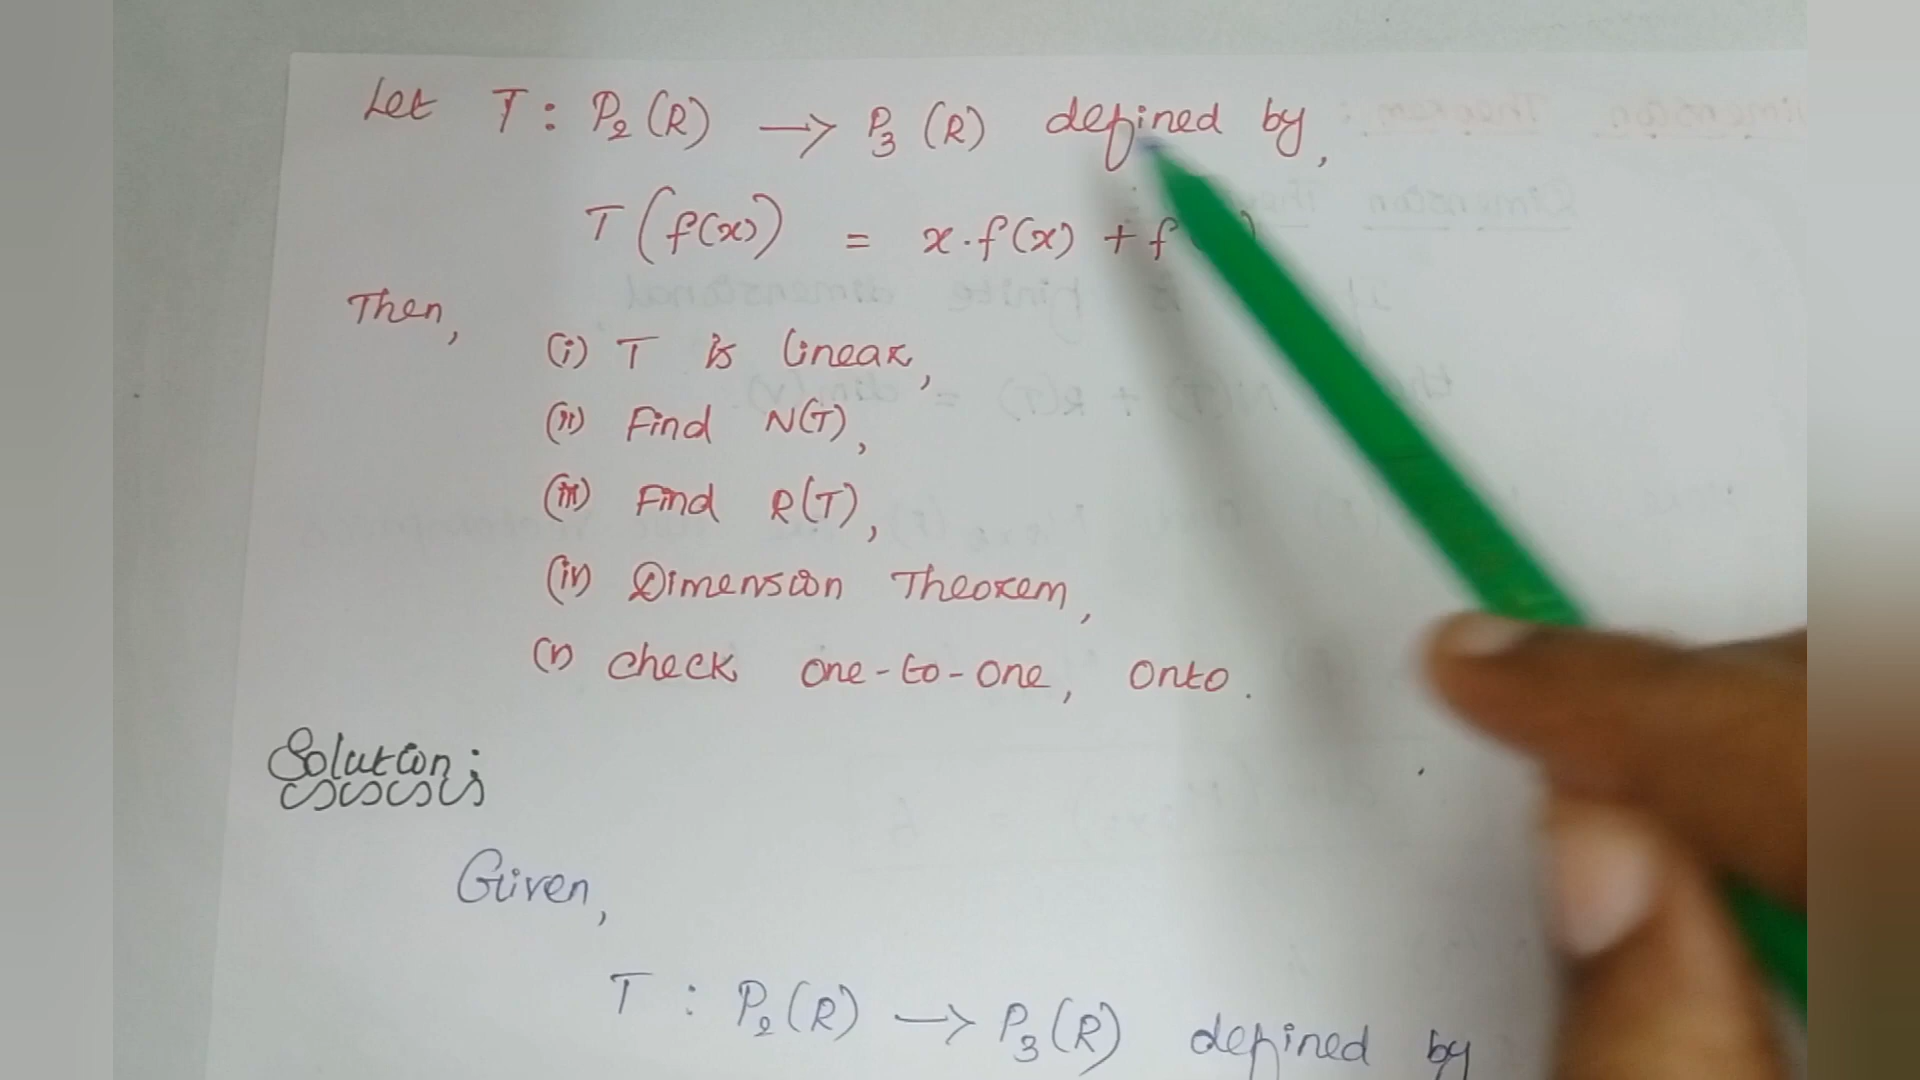 Let T : P₂(R) → P₃(R) defined by,
T(f(x)) = x.f(x) + f
Then,
(i) T is linear,
(ii) Find N(T),
(iii) Find R(T),
(iv) Dimension Theorem,
(v) check one-to-one, onto.
Solution;
Given,
T : P₂(R) → P₃(R) defined by